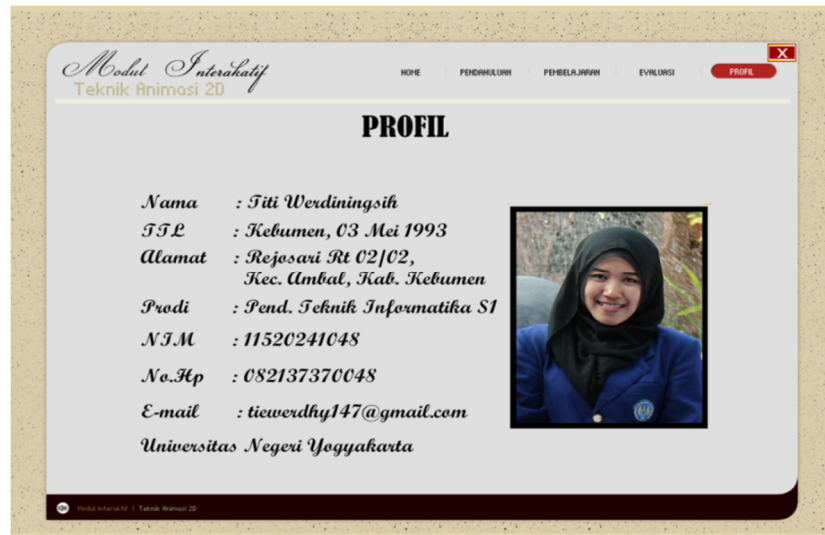 Modul Interakatif
Teknik Animasi 2D
HOME PENDAHULUAN PEMBELAJARAN EVALUASI PROFIL
X
PROFIL
Nama : Titi Werdiningsih
TTL : Kebumen, 03 Mei 1993
Alamat : Rejosari Rt 02/02,
Kec. Ambal, Kab. Kebumen
Prodi : Pend. Teknik Informatika S1
NIM : 11520241048
No.Hp : 082137370048
E-mail : tiewerdhy147@gmail.com
Universitas Negeri Yogyakarta
Modul Interaktif | Teknik Animasi 2D